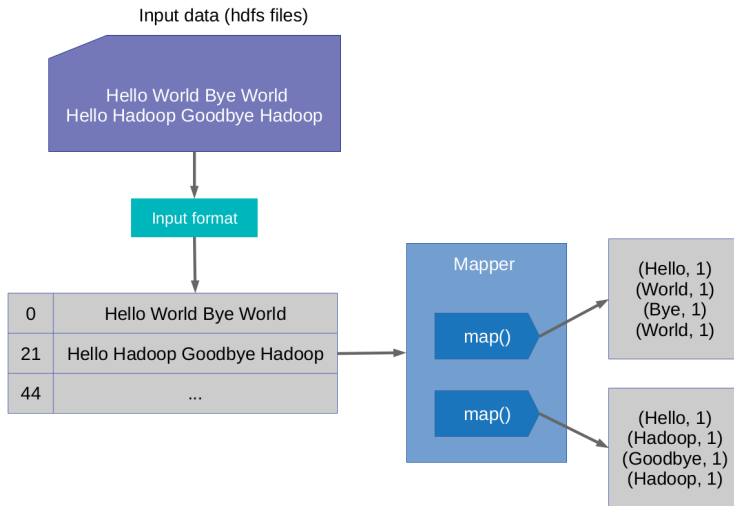 Input data (hdfs files)
Hello World Bye World
Hello Hadoop Goodbye Hadoop
Input format
0 Hello World Bye World
21 Hello Hadoop Goodbye Hadoop
44 ...
Mapper
map()
map()
(Hello, 1)
(World, 1)
(Bye, 1)
(World, 1)
(Hello, 1)
(Hadoop, 1)
(Goodbye, 1)
(Hadoop, 1)